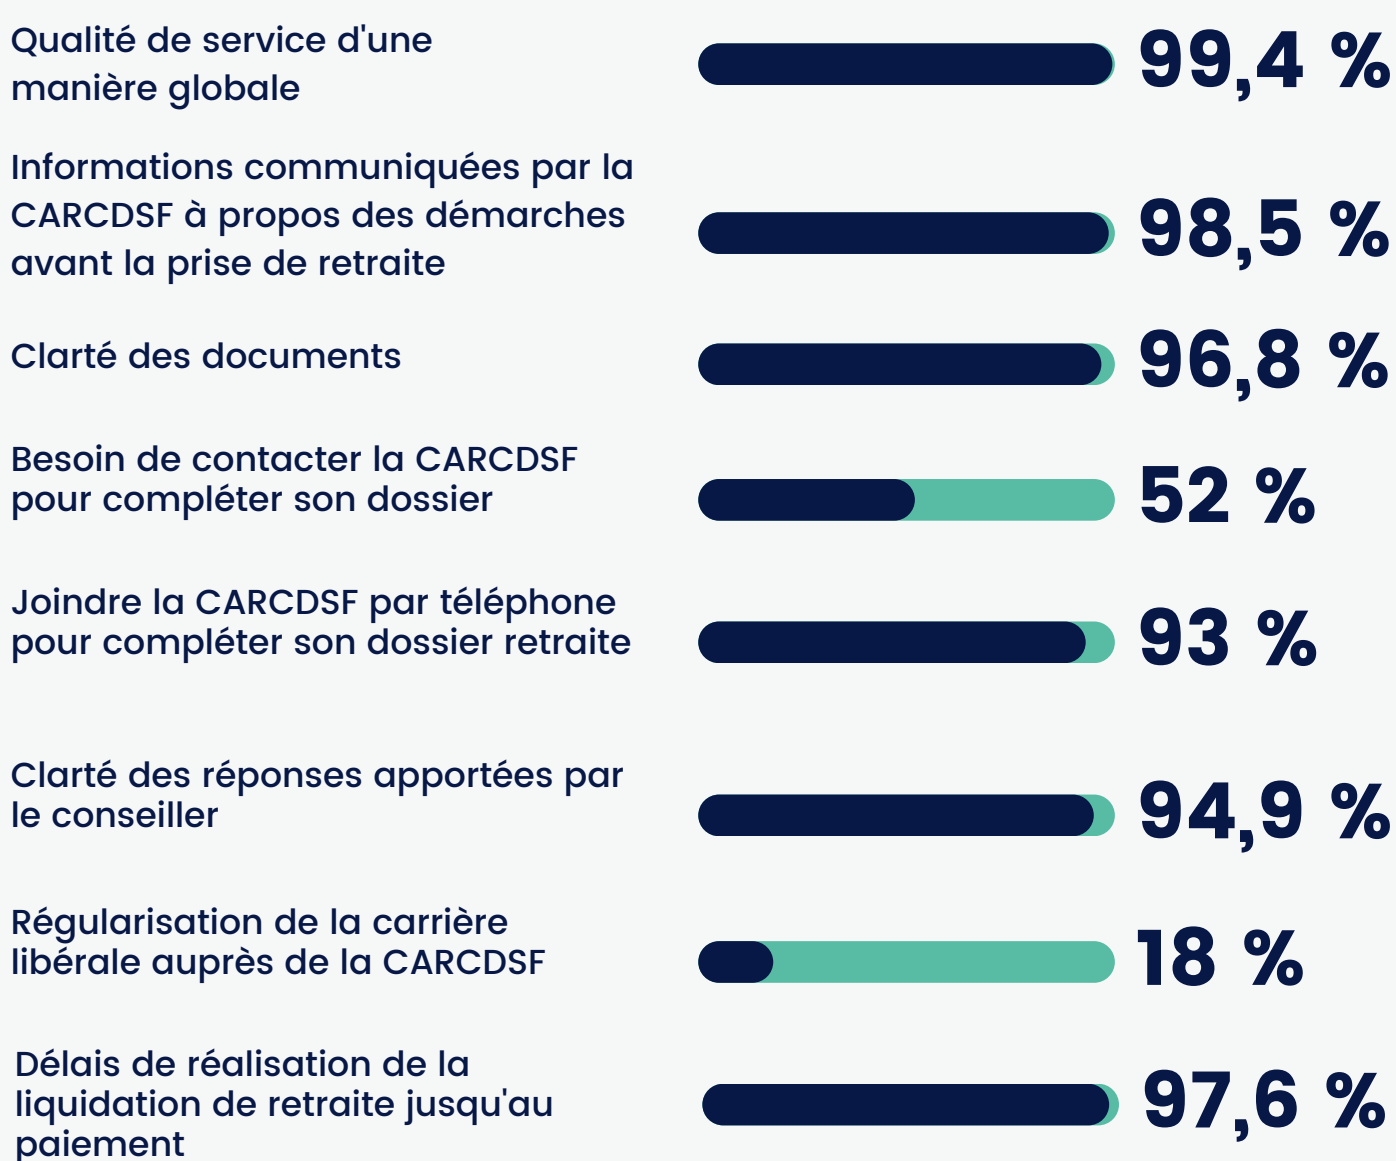 Qualité de service d'une
manière globale
99,4 %
Informations communiquées par la
CARCDSF à propos des démarches
avant la prise de retraite
98,5 %
Clarté des documents
96,8 %
Besoin de contacter la CARCDSF
pour compléter son dossier
52 %
Joindre la CARCDSF par téléphone
pour compléter son dossier retraite
93 %
Clarté des réponses apportées par
le conseiller
94,9 %
Régularisation de la carrière
libérale auprès de la CARCDSF
18 %
Délais de réalisation de la
liquidation de retraite jusqu'au
paiement
97,6 %